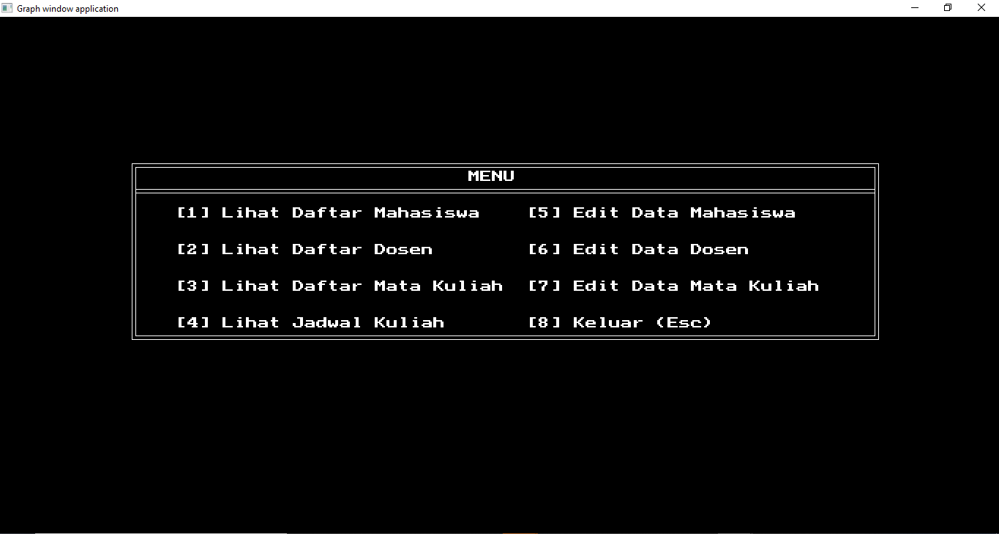 Graph window application
MENU
[1] Lihat Daftar Mahasiswa
[2] Lihat Daftar Dosen
[3] Lihat Daftar Mata Kuliah
[4] Lihat Jadwal Kuliah
[5] Edit Data Mahasiswa
[6] Edit Data Dosen
[7] Edit Data Mata Kuliah
[8] Keluar (Esc)